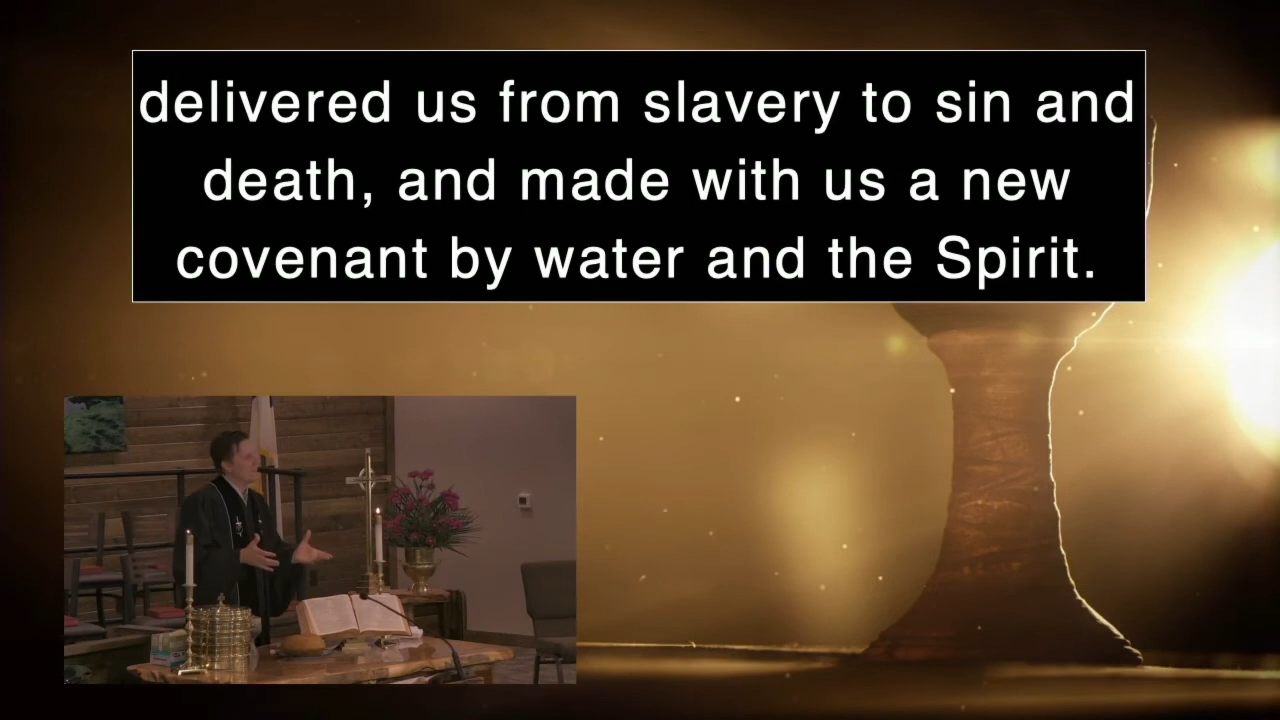 delivered us from slavery to sin and
death, and made with us a new
covenant by water and the Spirit.